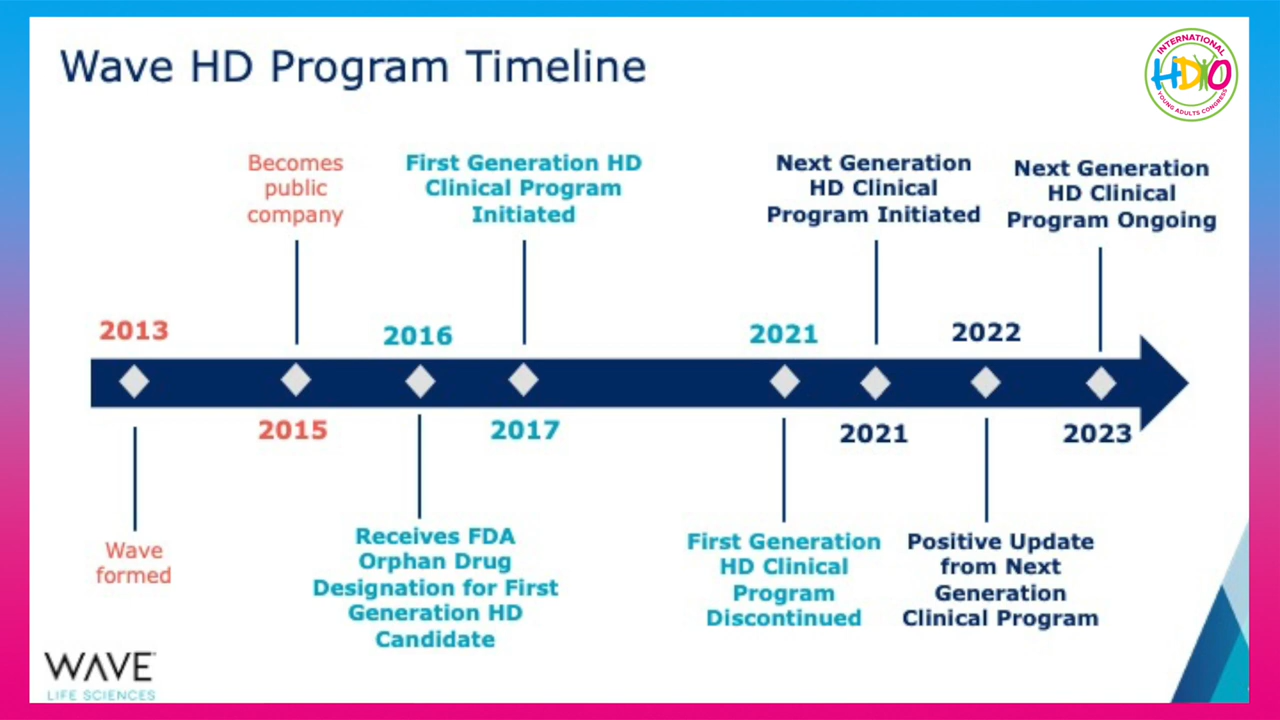 Wave HD Program Timeline
INTERNATIONAL
HDYO
YOUNG ADULTS CONGRESS
Becomes
public
company
First Generation HD
Clinical Program
Initiated
Next Generation
HD Clinical
Program Initiated
Next Generation
HD Clinical
Program Ongoing
2013
2016
2021
2022
2015
2017
2021
2023
Wave
formed
Receives FDA
Orphan Drug
Designation for First
Generation HD
Candidate
First Generation
HD Clinical
Program
Discontinued
Positive Update
from Next
Generation
Clinical Program
WAVE™
LIFE SCIENCES